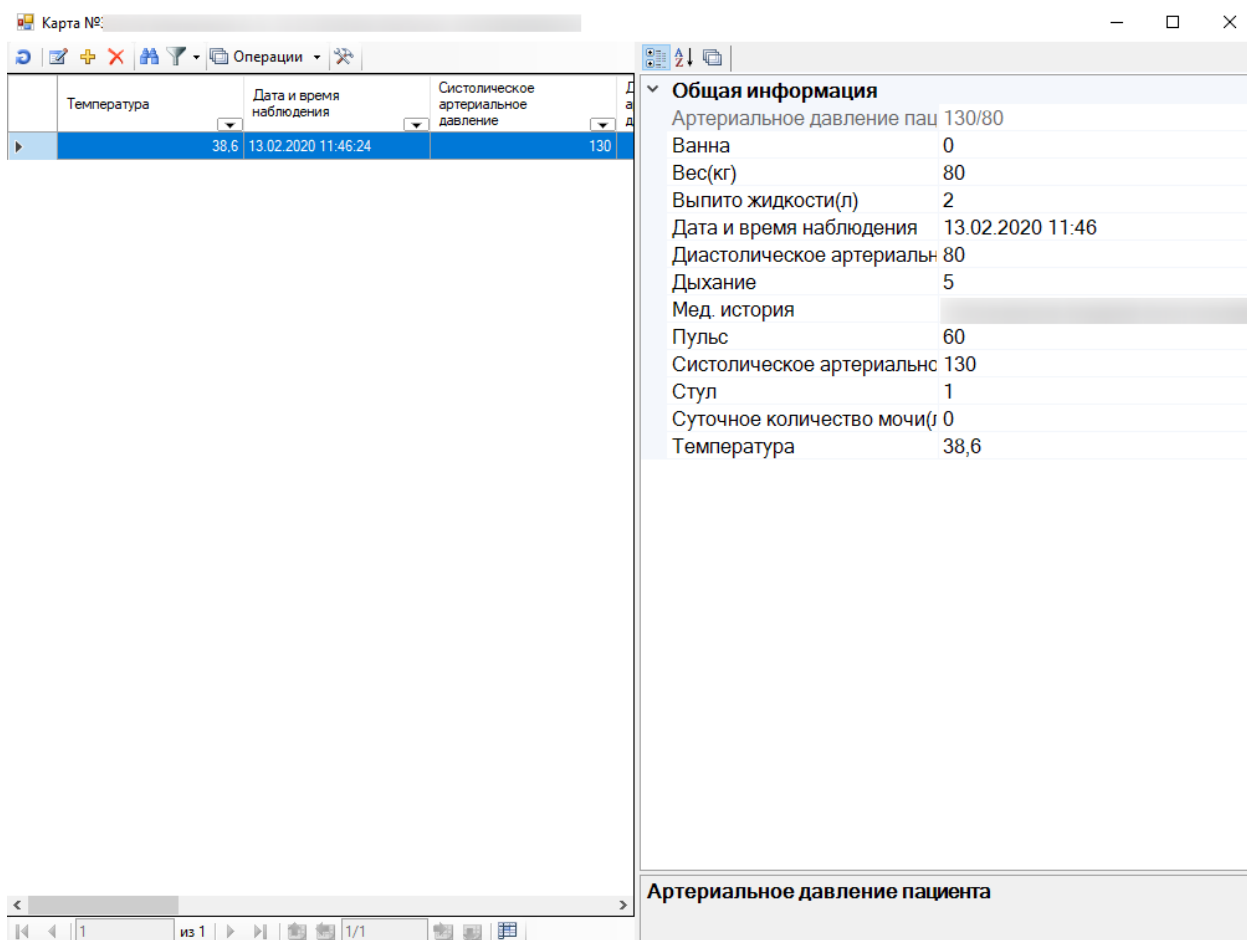 Карта №
Операции
Температура
Дата и время
наблюдения
Систолическое
артериальное
давление
38,6 13.02.2020 11:46:24 130
1 из 1 1/1
Общая информация
Артериальное давление пац 130/80
Ванна 0
Вес(кг) 80
Выпито жидкости(л) 2
Дата и время наблюдения 13.02.2020 11:46
Диастолическое артериальн 80
Дыхание 5
Мед. история
Пульс 60
Систолическое артериальнс 130
Стул 1
Суточное количество мочи(л 0
Температура 38,6
Артериальное давление пациента